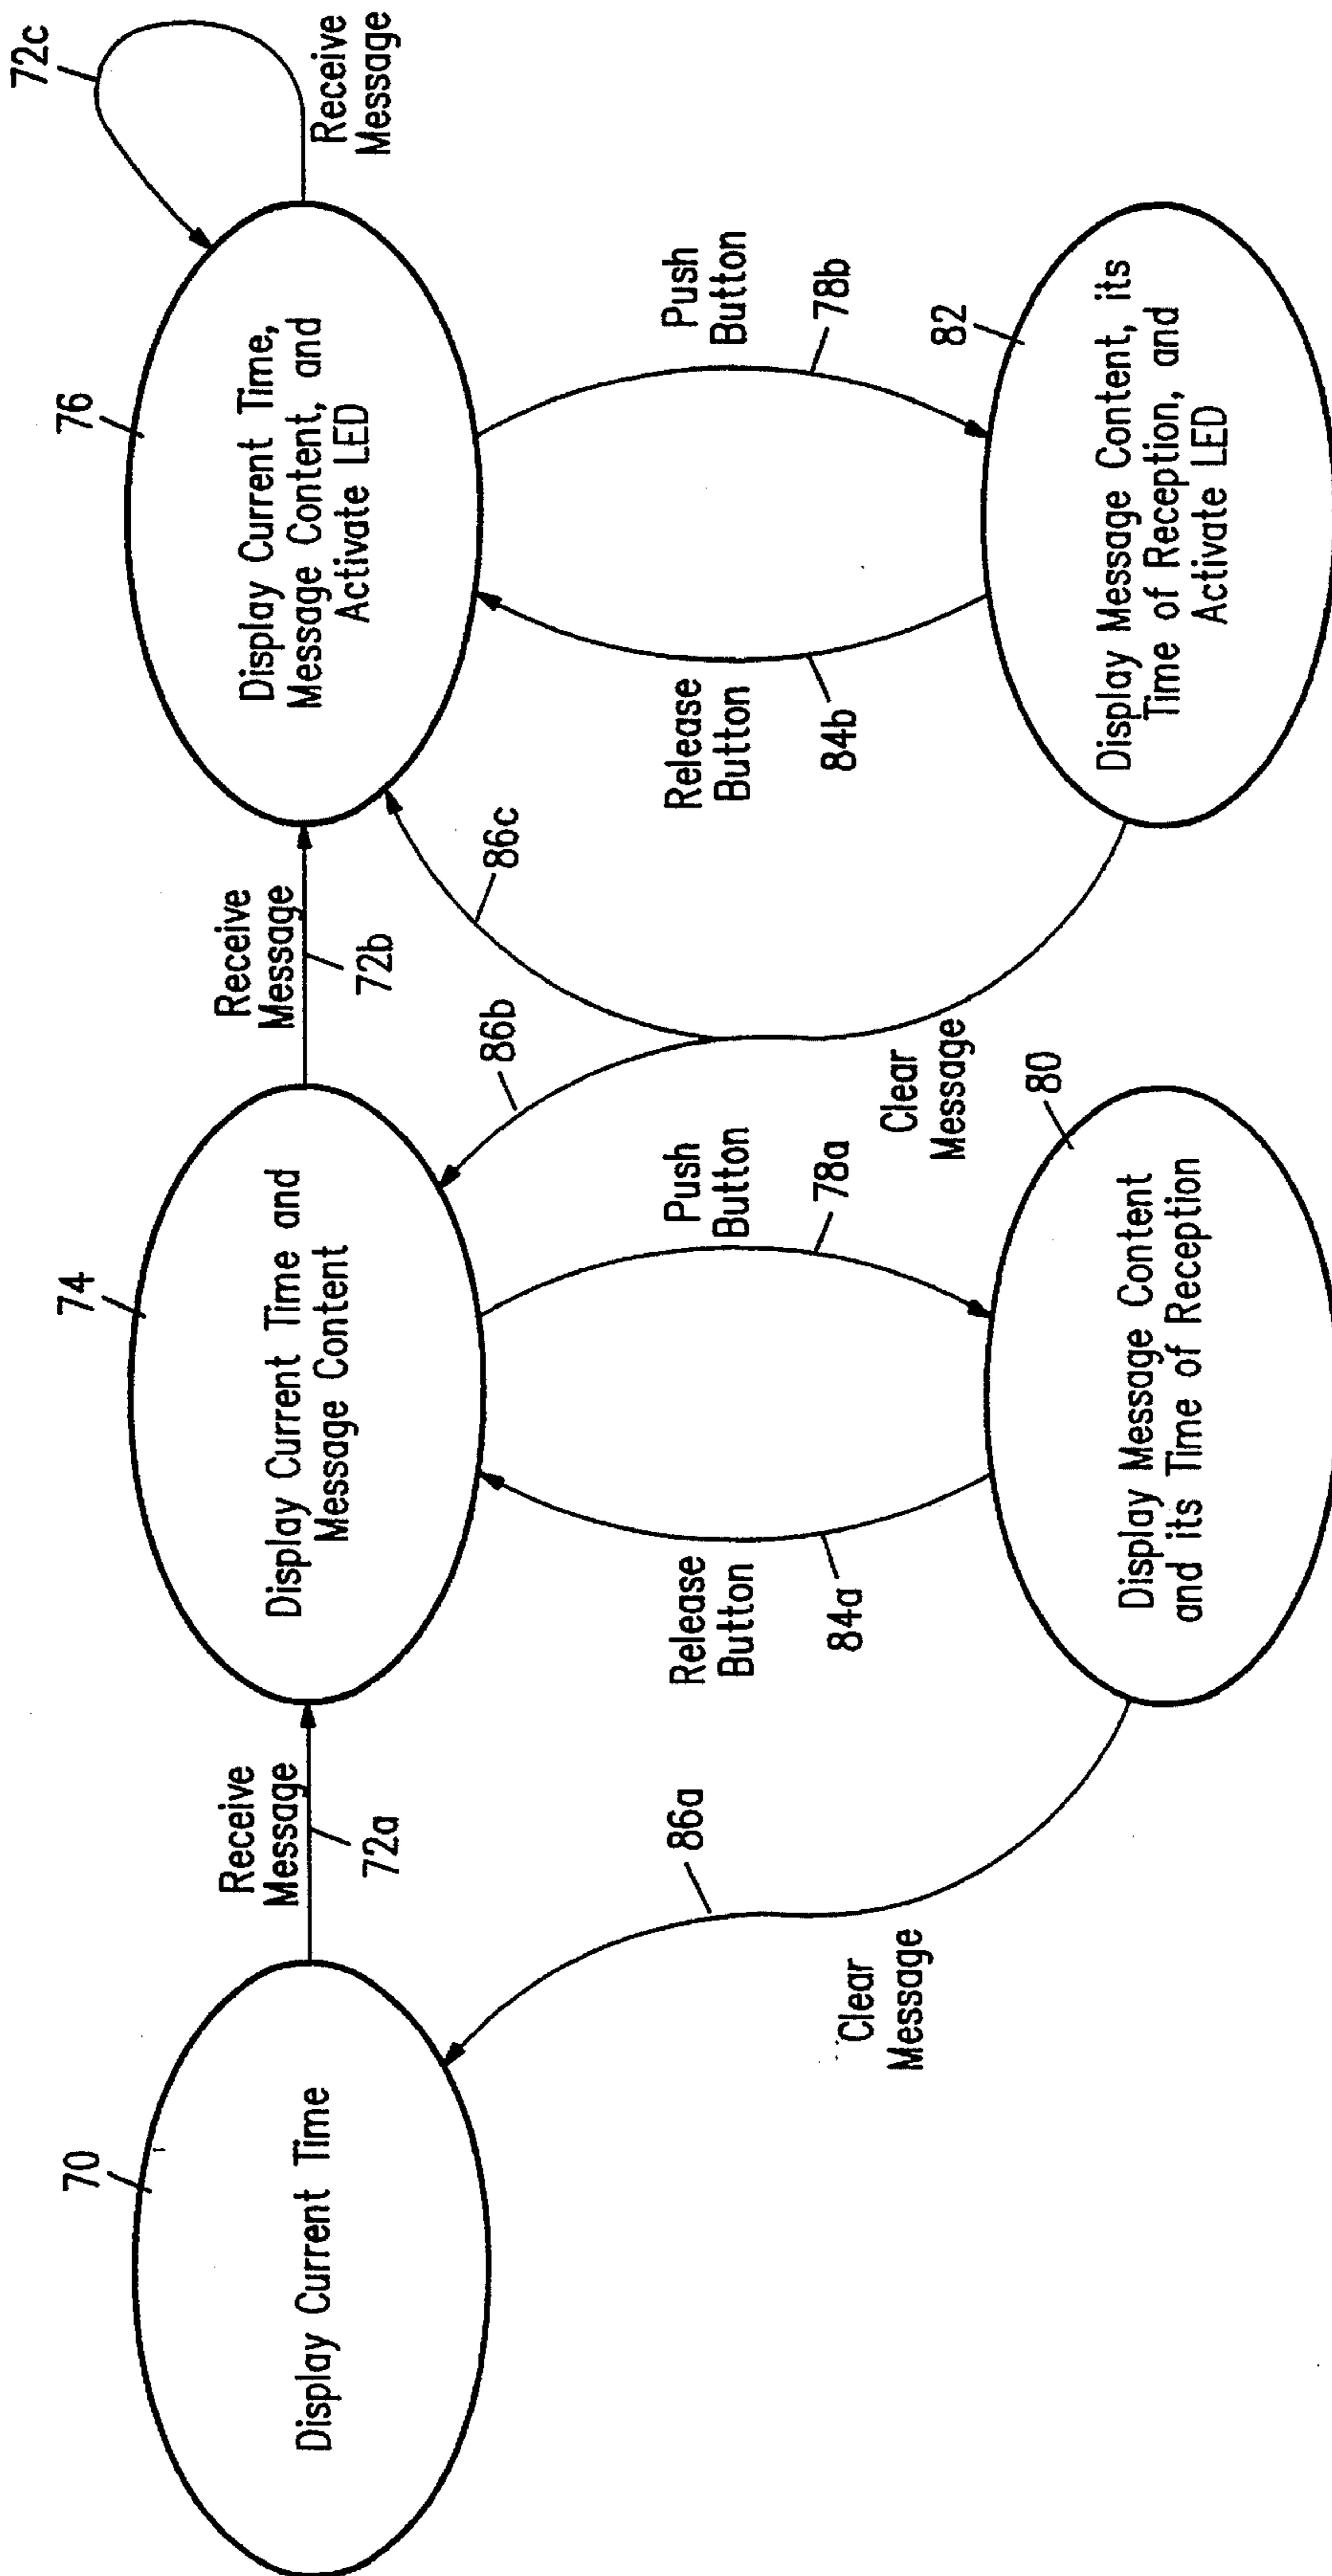 70
Display Current Time
Receive
Message
72a
74
Display Current Time and
Message Content
Receive
Message
72b
76
Display Current Time,
Message Content, and
Activate LED
72c
Receive
Message
86a
Clear
Message
Release
Button
84a
Push
Button
78a
86b
86c
Clear
Message
Release
Button
84b
Push
Button
78b
80
Display Message Content
and its Time of Reception
82
Display Message Content, its
Time of Reception, and
Activate LED